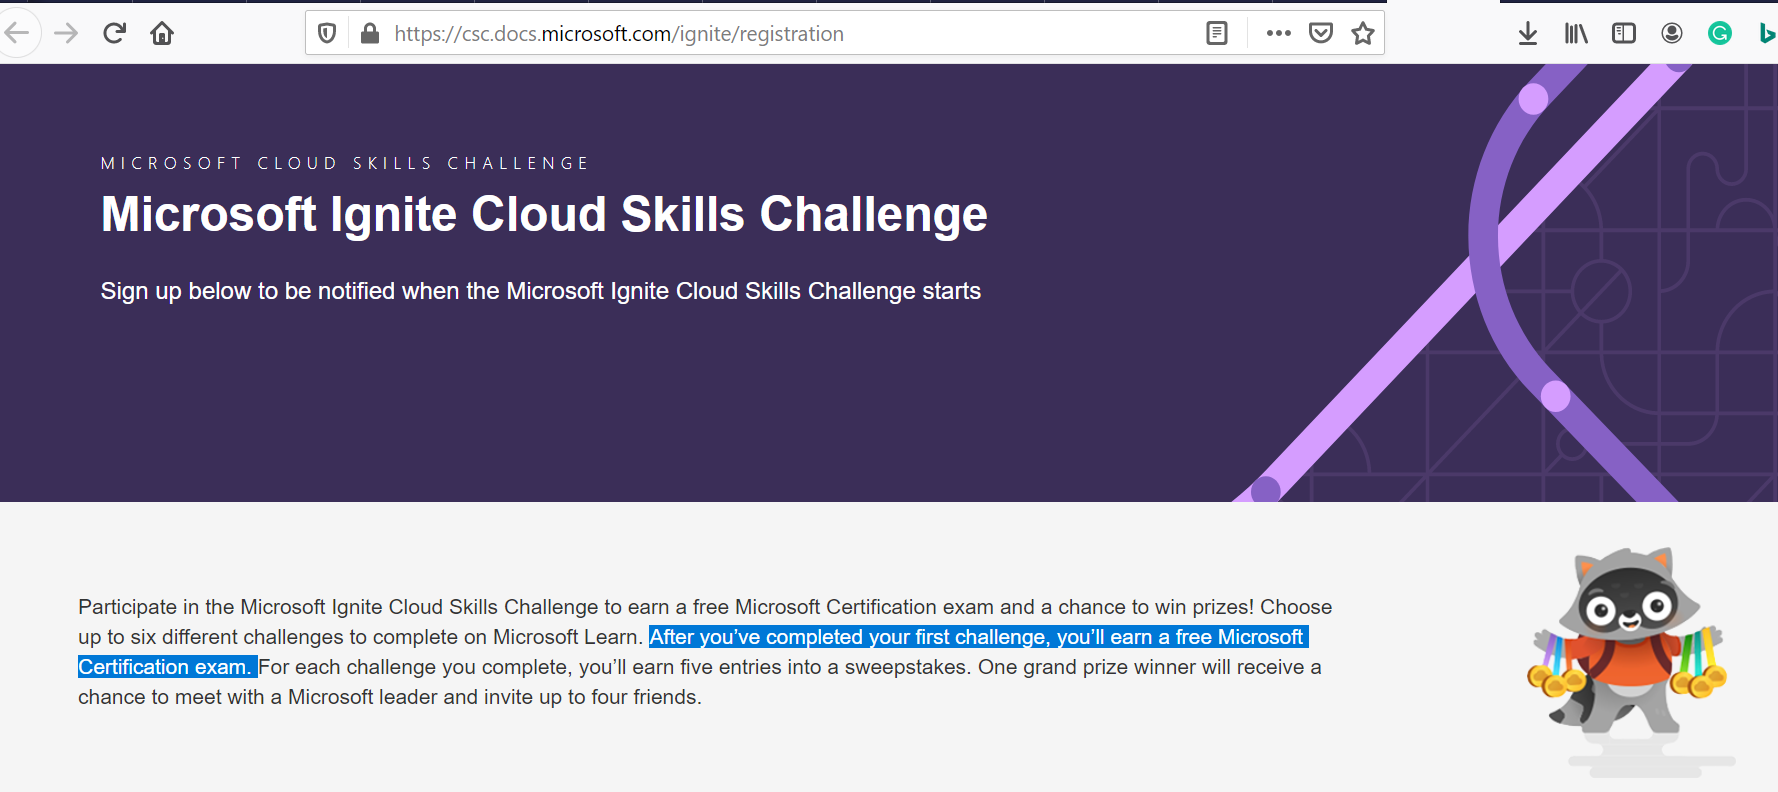 https://csc.docs.microsoft.com/ignite/registration
MICROSOFT CLOUD SKILLS CHALLENGE
Microsoft Ignite Cloud Skills Challenge
Sign up below to be notified when the Microsoft Ignite Cloud Skills Challenge starts
Participate in the Microsoft Ignite Cloud Skills Challenge to earn a free Microsoft Certification exam and a chance to win prizes! Choose
up to six different challenges to complete on Microsoft Learn. After you’ve completed your first challenge, you’ll earn a free Microsoft
Certification exam. For each challenge you complete, you’ll earn five entries into a sweepstakes. One grand prize winner will receive a
chance to meet with a Microsoft leader and invite up to four friends.